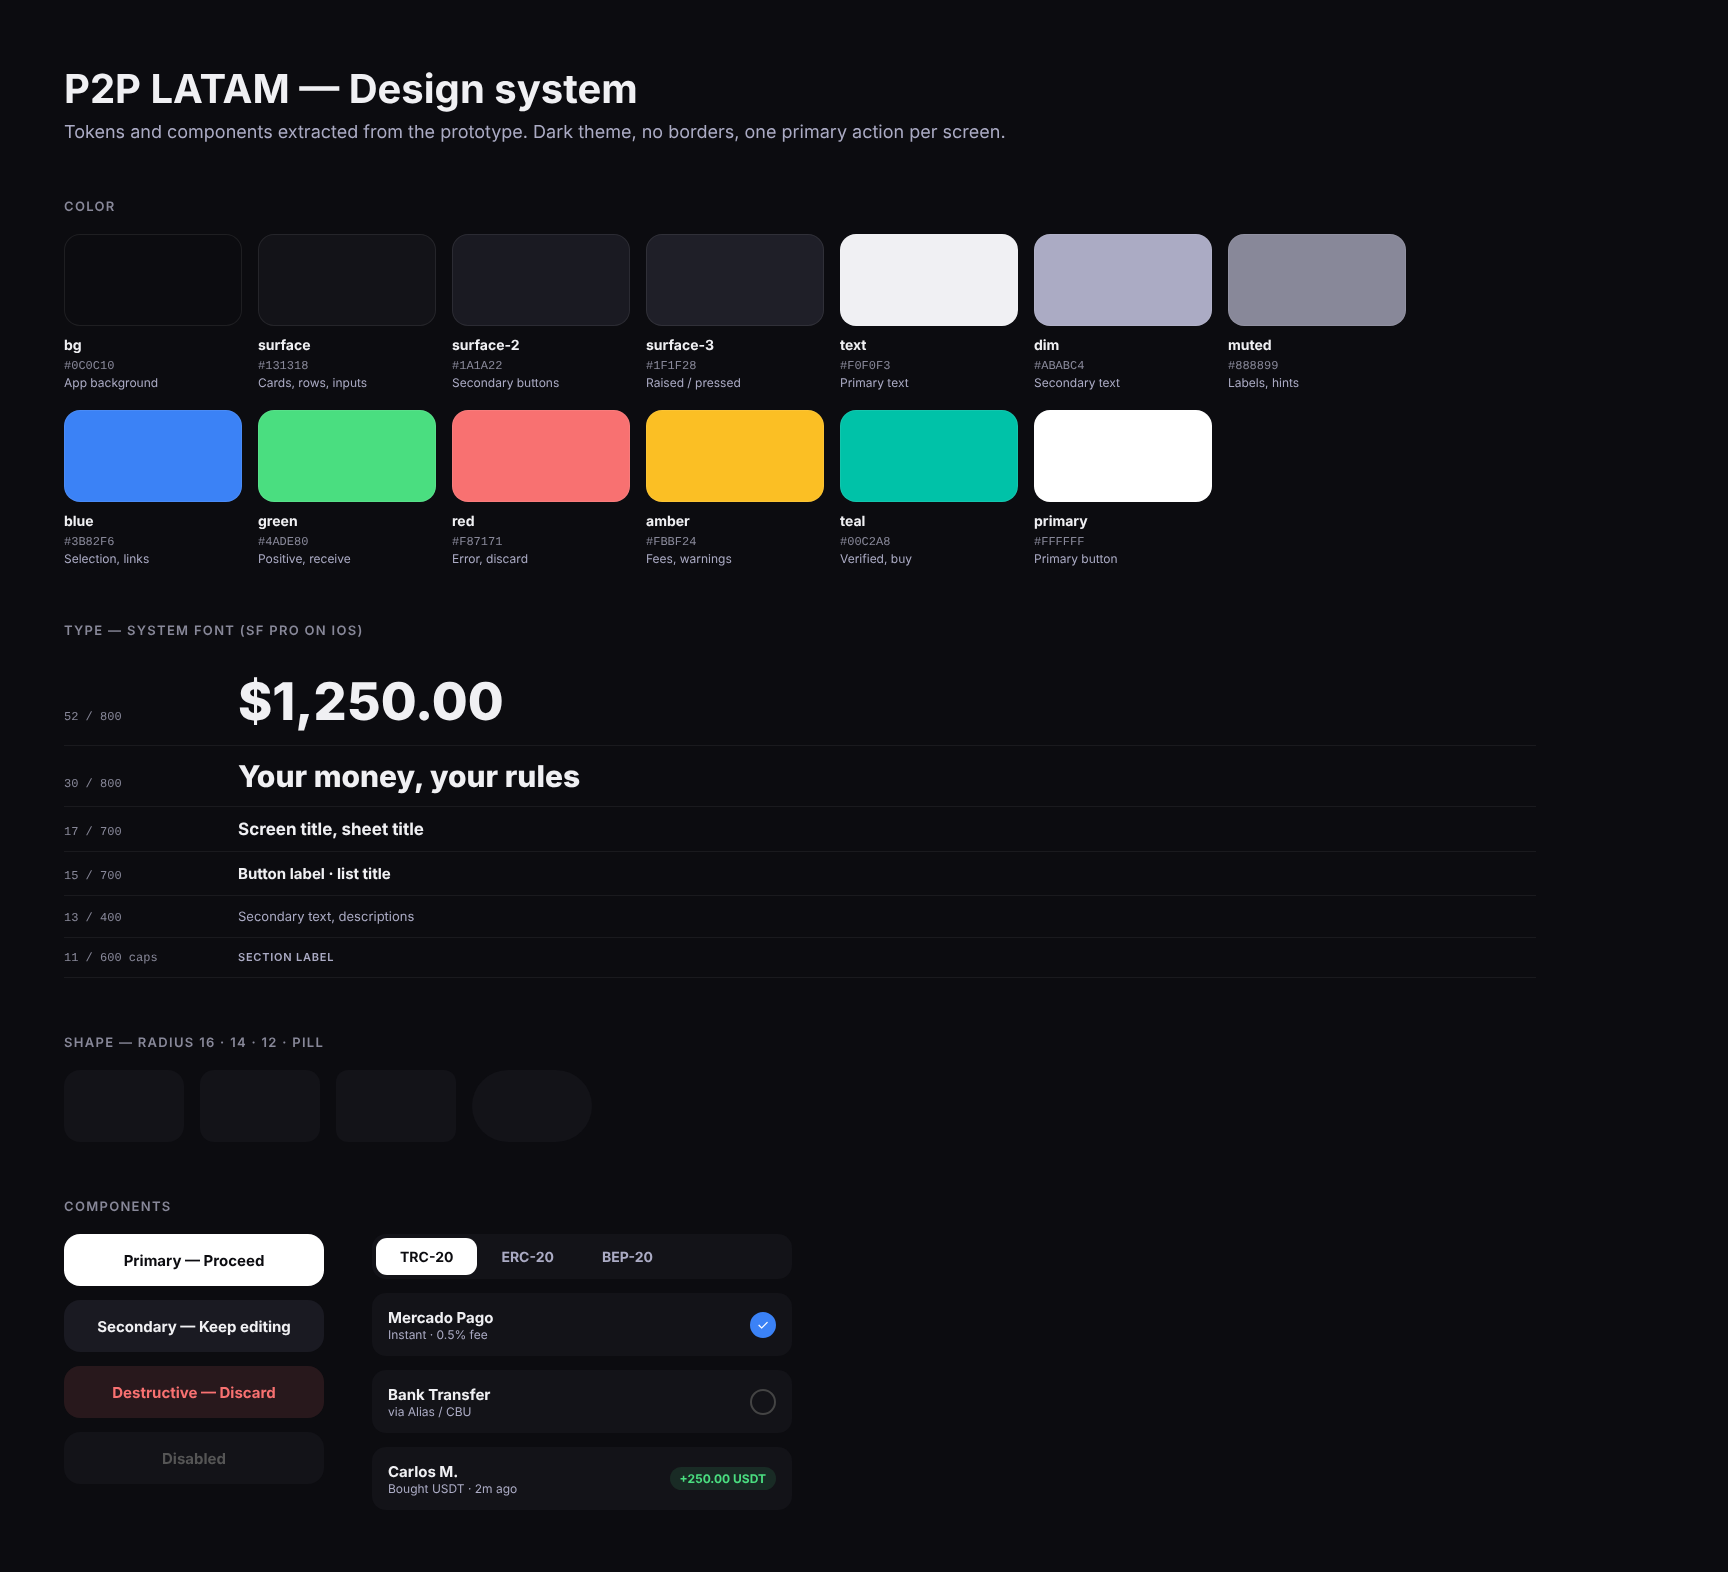 P2P LATAM — Design system
Tokens and components extracted from the prototype. Dark theme, no borders, one primary action per screen.
COLOR
bg
#0C0C10
App background
surface
#131318
Cards, rows, inputs
surface-2
#1A1A22
Secondary buttons
surface-3
#1F1F28
Raised / pressed
text
#F0F0F3
Primary text
dim
#ABABC4
Secondary text
muted
#888899
Labels, hints
blue
#3B82F6
Selection, links
green
#4ADE80
Positive, receive
red
#F87171
Error, discard
amber
#FBBF24
Fees, warnings
teal
#00C2A8
Verified, buy
primary
#FFFFFF
Primary button
TYPE — SYSTEM FONT (SF PRO ON IOS)
52 / 800
$1,250.00
30 / 800
Your money, your rules
17 / 700
Screen title, sheet title
15 / 700
Button label · list title
13 / 400
Secondary text, descriptions
11 / 600 caps
SECTION LABEL
SHAPE — RADIUS 16 · 14 · 12 · PILL
COMPONENTS
Primary — Proceed
Secondary — Keep editing
Destructive — Discard
Disabled
TRC-20 ERC-20 BEP-20
Mercado Pago
Instant · 0.5% fee
Bank Transfer
via Alias / CBU
Carlos M.
Bought USDT · 2m ago
+250.00 USDT